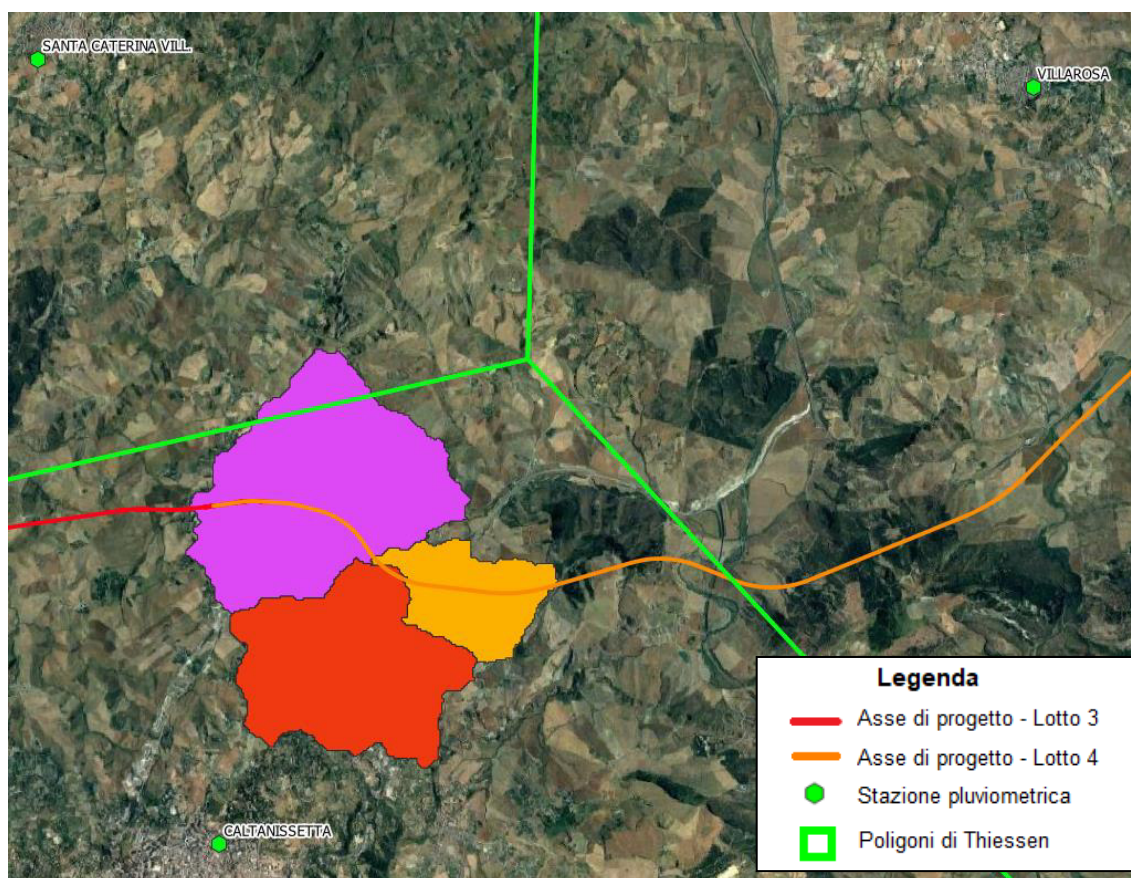 SANTA CATERINA VILL.
VILLAROSA
CALTANISSETTA
Legenda
Asse di progetto - Lotto 3
Asse di progetto - Lotto 4
Stazione pluviometrica
Poligoni di Thiessen